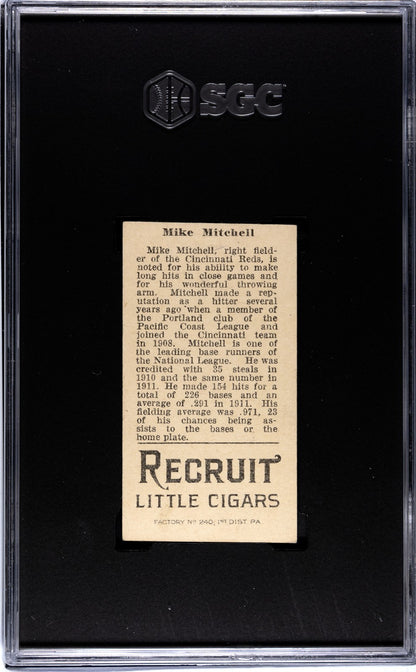 SGC
Mike Mitchell
Mike Mitchell, right field-
er of the Cincinnati Reds, is
noted for his ability to make
long hits in close games and
for his wonderful throwing
arm. Mitchell made a rep-
utation as a hitter several
years ago when a member of
the Portland club of the
Pacific Coast League and
joined the Cincinnati team
in 1908. Mitchell is one of
the leading base runners of
the National League. He was
credited with 35 steals in
1910 and the same number in
1911. He made 154 hits for a
total of 226 bases and an
average of .291 in 1911. His
fielding average was .971, 23
of his chances being as-
sists to the bases or the
home plate.
RECRUIT
LITTLE CIGARS
FACTORY Nº 240, 1ST DIST. PA.